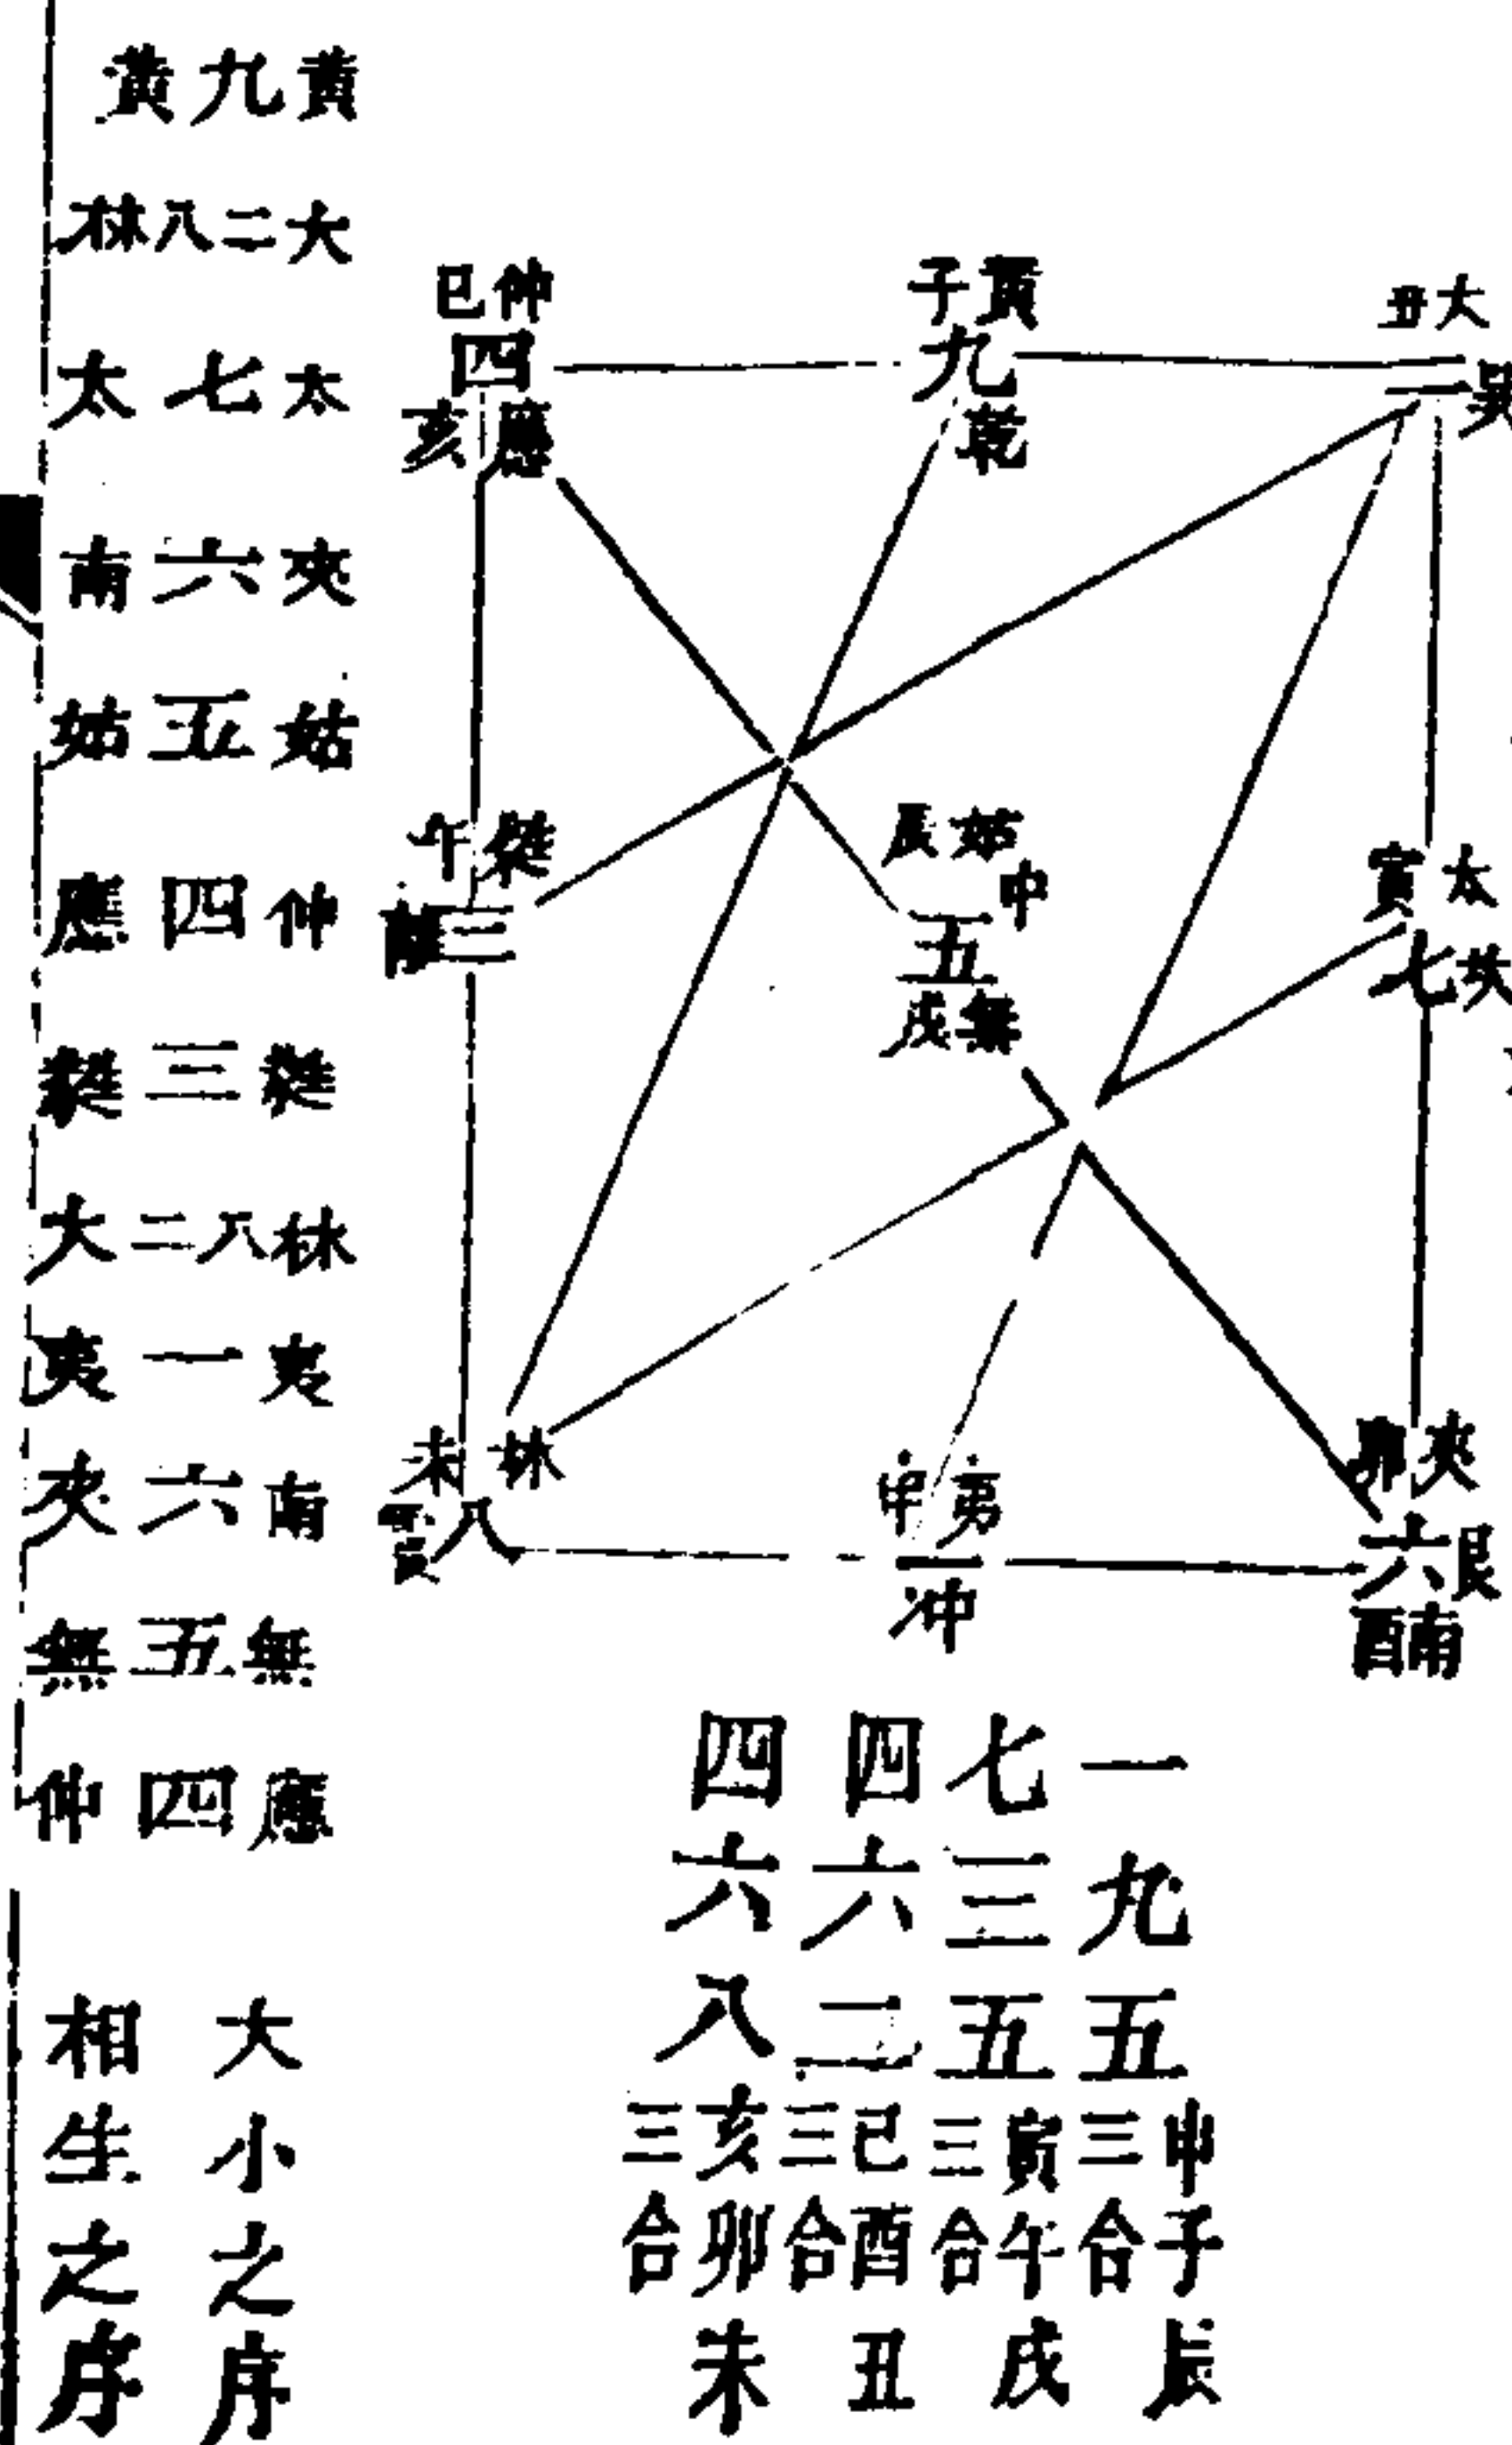 丑大
二巽
寅太
七夾
卯夾
六艮
酉南
子黃
九
乾
辰姑
中
五
戌無
申夷
一
冲
巳仲
四
亥應
午蕤
三
未林
八
一九五 申子辰三合
七三五 寅午戌三合
四六二 巳酉丑三合
四六八 亥卯未三合
黃大太夾姑仲蕤林夷南無應 大小之序
九二八七六五四三二八一六五四
黃林太南姑應蕤大夷夾無仲 相生之序